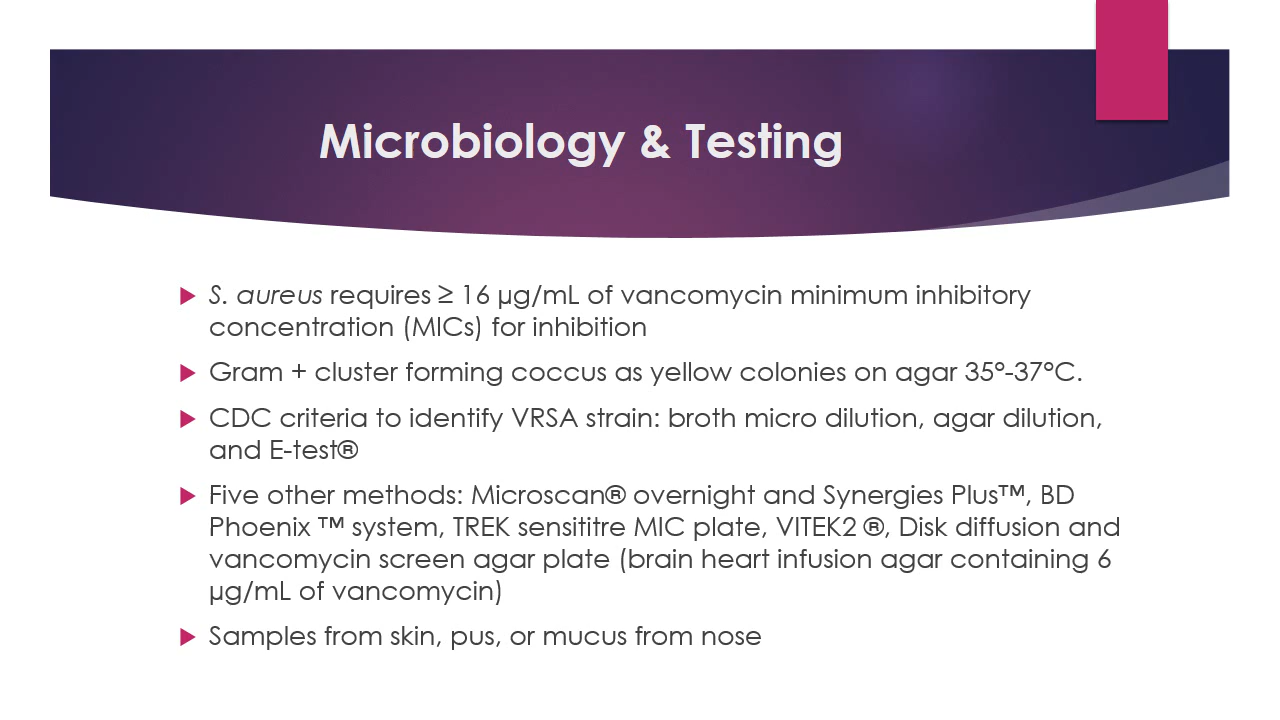 Microbiology & Testing
S. aureus requires ≥ 16 µg/mL of vancomycin minimum inhibitory
concentration (MICs) for inhibition
Gram + cluster forming coccus as yellow colonies on agar 35°-37°C.
CDC criteria to identify VRSA strain: broth micro dilution, agar dilution,
and E-test®
Five other methods: Microscan® overnight and Synergies Plus™, BD
Phoenix ™ system, TREK sensititre MIC plate, VITEK2 ®, Disk diffusion and
vancomycin screen agar plate (brain heart infusion agar containing 6
µg/mL of vancomycin)
Samples from skin, pus, or mucus from nose